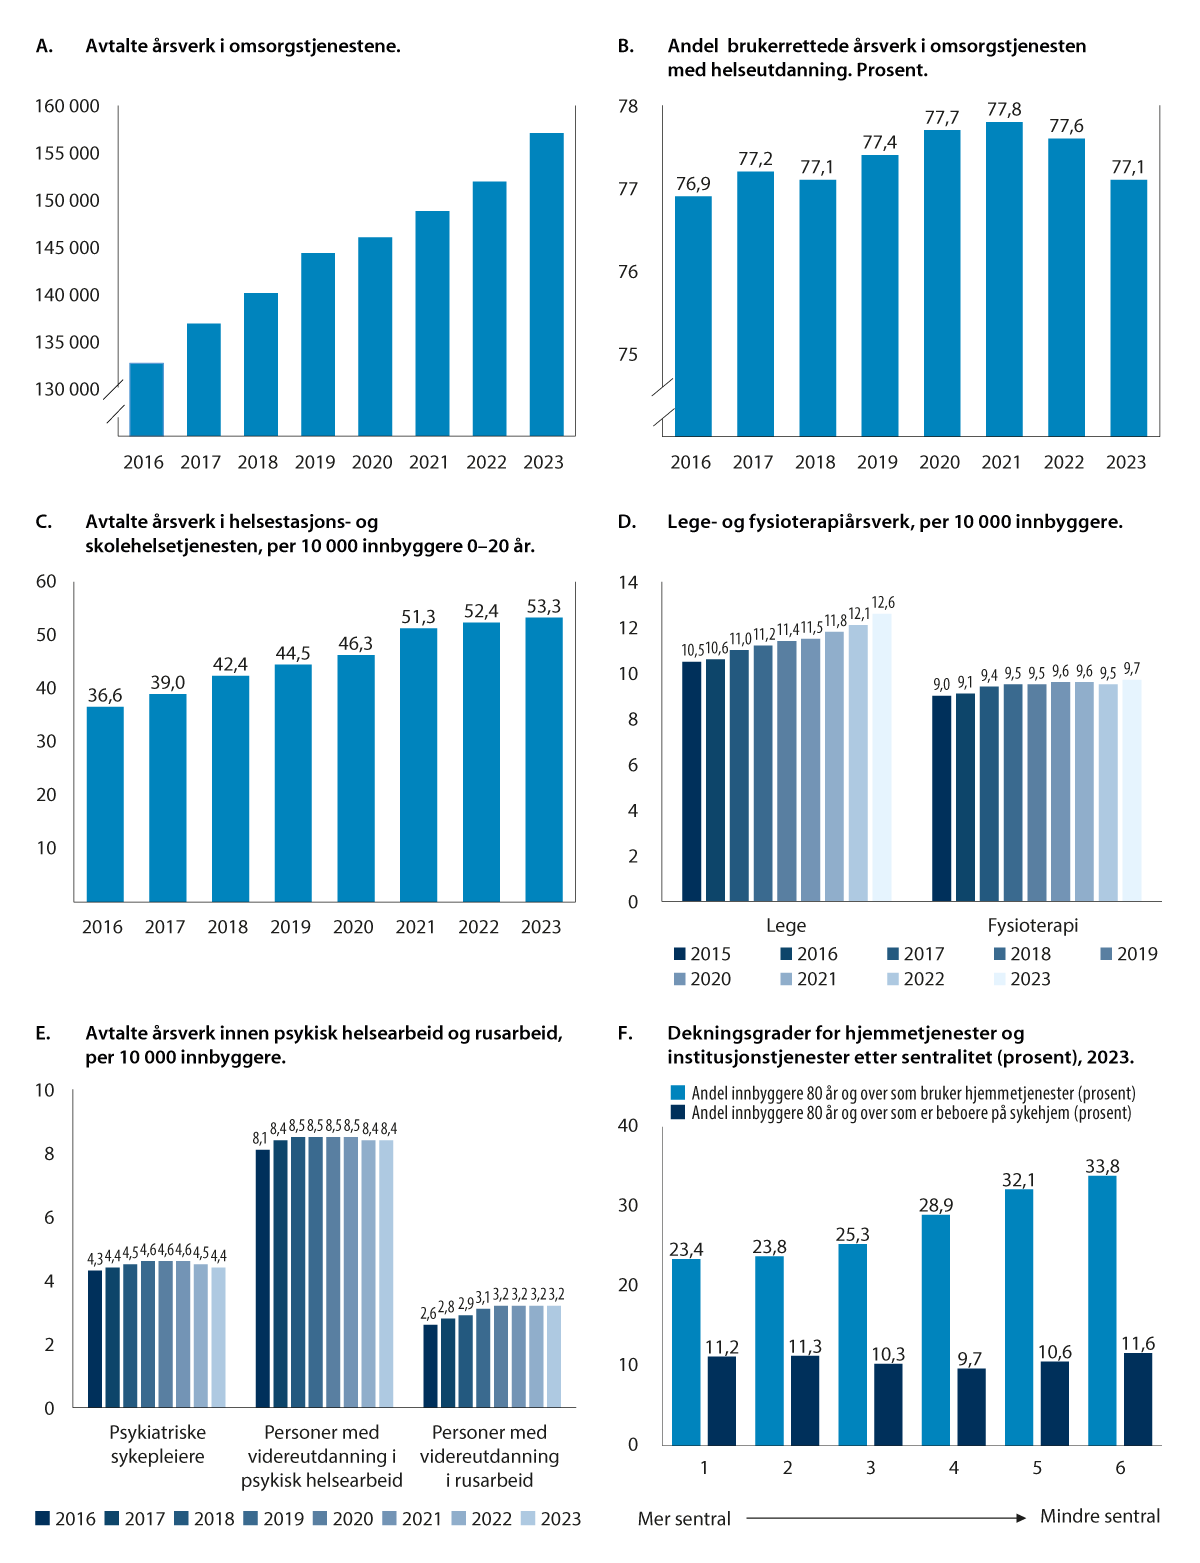 A. Avtalte årsverk i omsorgstjenestene.
160 000
155 000
150 000
145 000
140 000
135 000
130 000
2016 2017 2018 2019 2020 2021 2022 2023
B. Andel brukerrettede årsverk i omsorgstjenesten
med helseutdanning. Prosent.
78
77
76
75
76,9 77,2 77,1 77,4 77,7 77,8 77,6 77,1
2016 2017 2018 2019 2020 2021 2022 2023
C. Avtalte årsverk i helsestasjons- og
skolehelsetjenesten, per 10 000 innbyggere 0–20 år.
60
50
40
30
20
10
36,6 39,0 42,4 44,5 46,3 51,3 52,4 53,3
2016 2017 2018 2019 2020 2021 2022 2023
D. Lege- og fysioterapiårsverk, per 10 000 innbyggere.
14
12
10
8
6
4
2
0
10,5 10,6 11,0 11,2 11,4 11,5 11,8 12,1 12,6
9,0 9,1 9,4 9,5 9,5 9,6 9,6 9,5 9,7
Lege Fysioterapi
2015 2016 2017 2018 2019
2020 2021 2022 2023
E. Avtalte årsverk innen psykisk helsearbeid og rusarbeid,
per 10 000 innbyggere.
10
8
6
4
2
0
4,3 4,4 4,5 4,6 4,6 4,6 4,5 4,4
8,1 8,4 8,5 8,5 8,5 8,5 8,4 8,4
2,6 2,8 2,9 3,1 3,2 3,2 3,2 3,2
Psykiatriske
sykepleiere
Personer med
videreutdanning i
psykisk helsearbeid
Personer med
videreutdanning
i rusarbeid
2016 2017 2018 2019 2020 2021 2022 2023
F. Dekningsgrader for hjemmetjenester og
institusjonstjenester etter sentralitet (prosent), 2023.
Andel innbyggere 80 år og over som bruker hjemmetjenester (prosent)
Andel innbyggere 80 år og over som er beboere på sykehjem (prosent)
40
30
20
10
0
23,4 23,8 25,3 28,9 32,1 33,8
11,2 11,3 10,3 9,7 10,6 11,6
1 2 3 4 5 6
Mer sentral Mindre sentral